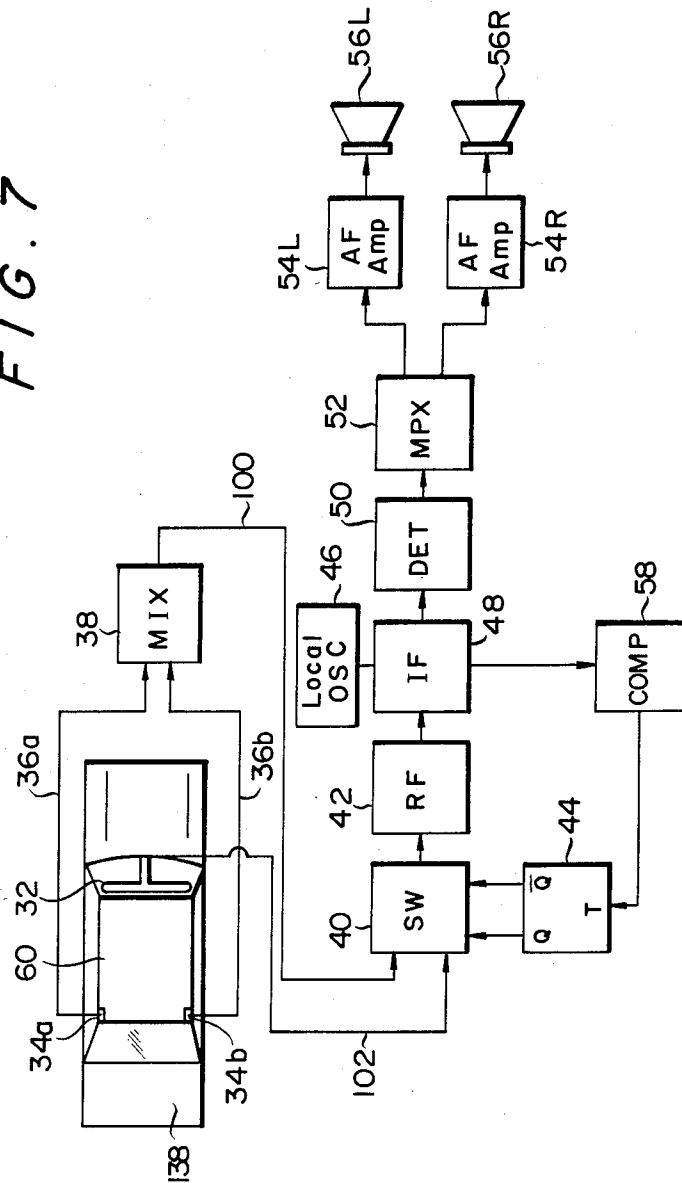 FIG. 7
36a
32
60
34a
34b
138
36b
38
MIX
100
102
40
SW
42
RF
46
Local
OSC
IF
48
50
DET
52
MPX
54L
AF
Amp
56L
AF
Amp
54R
56R
Q
Q̅
T
44
COMP
58